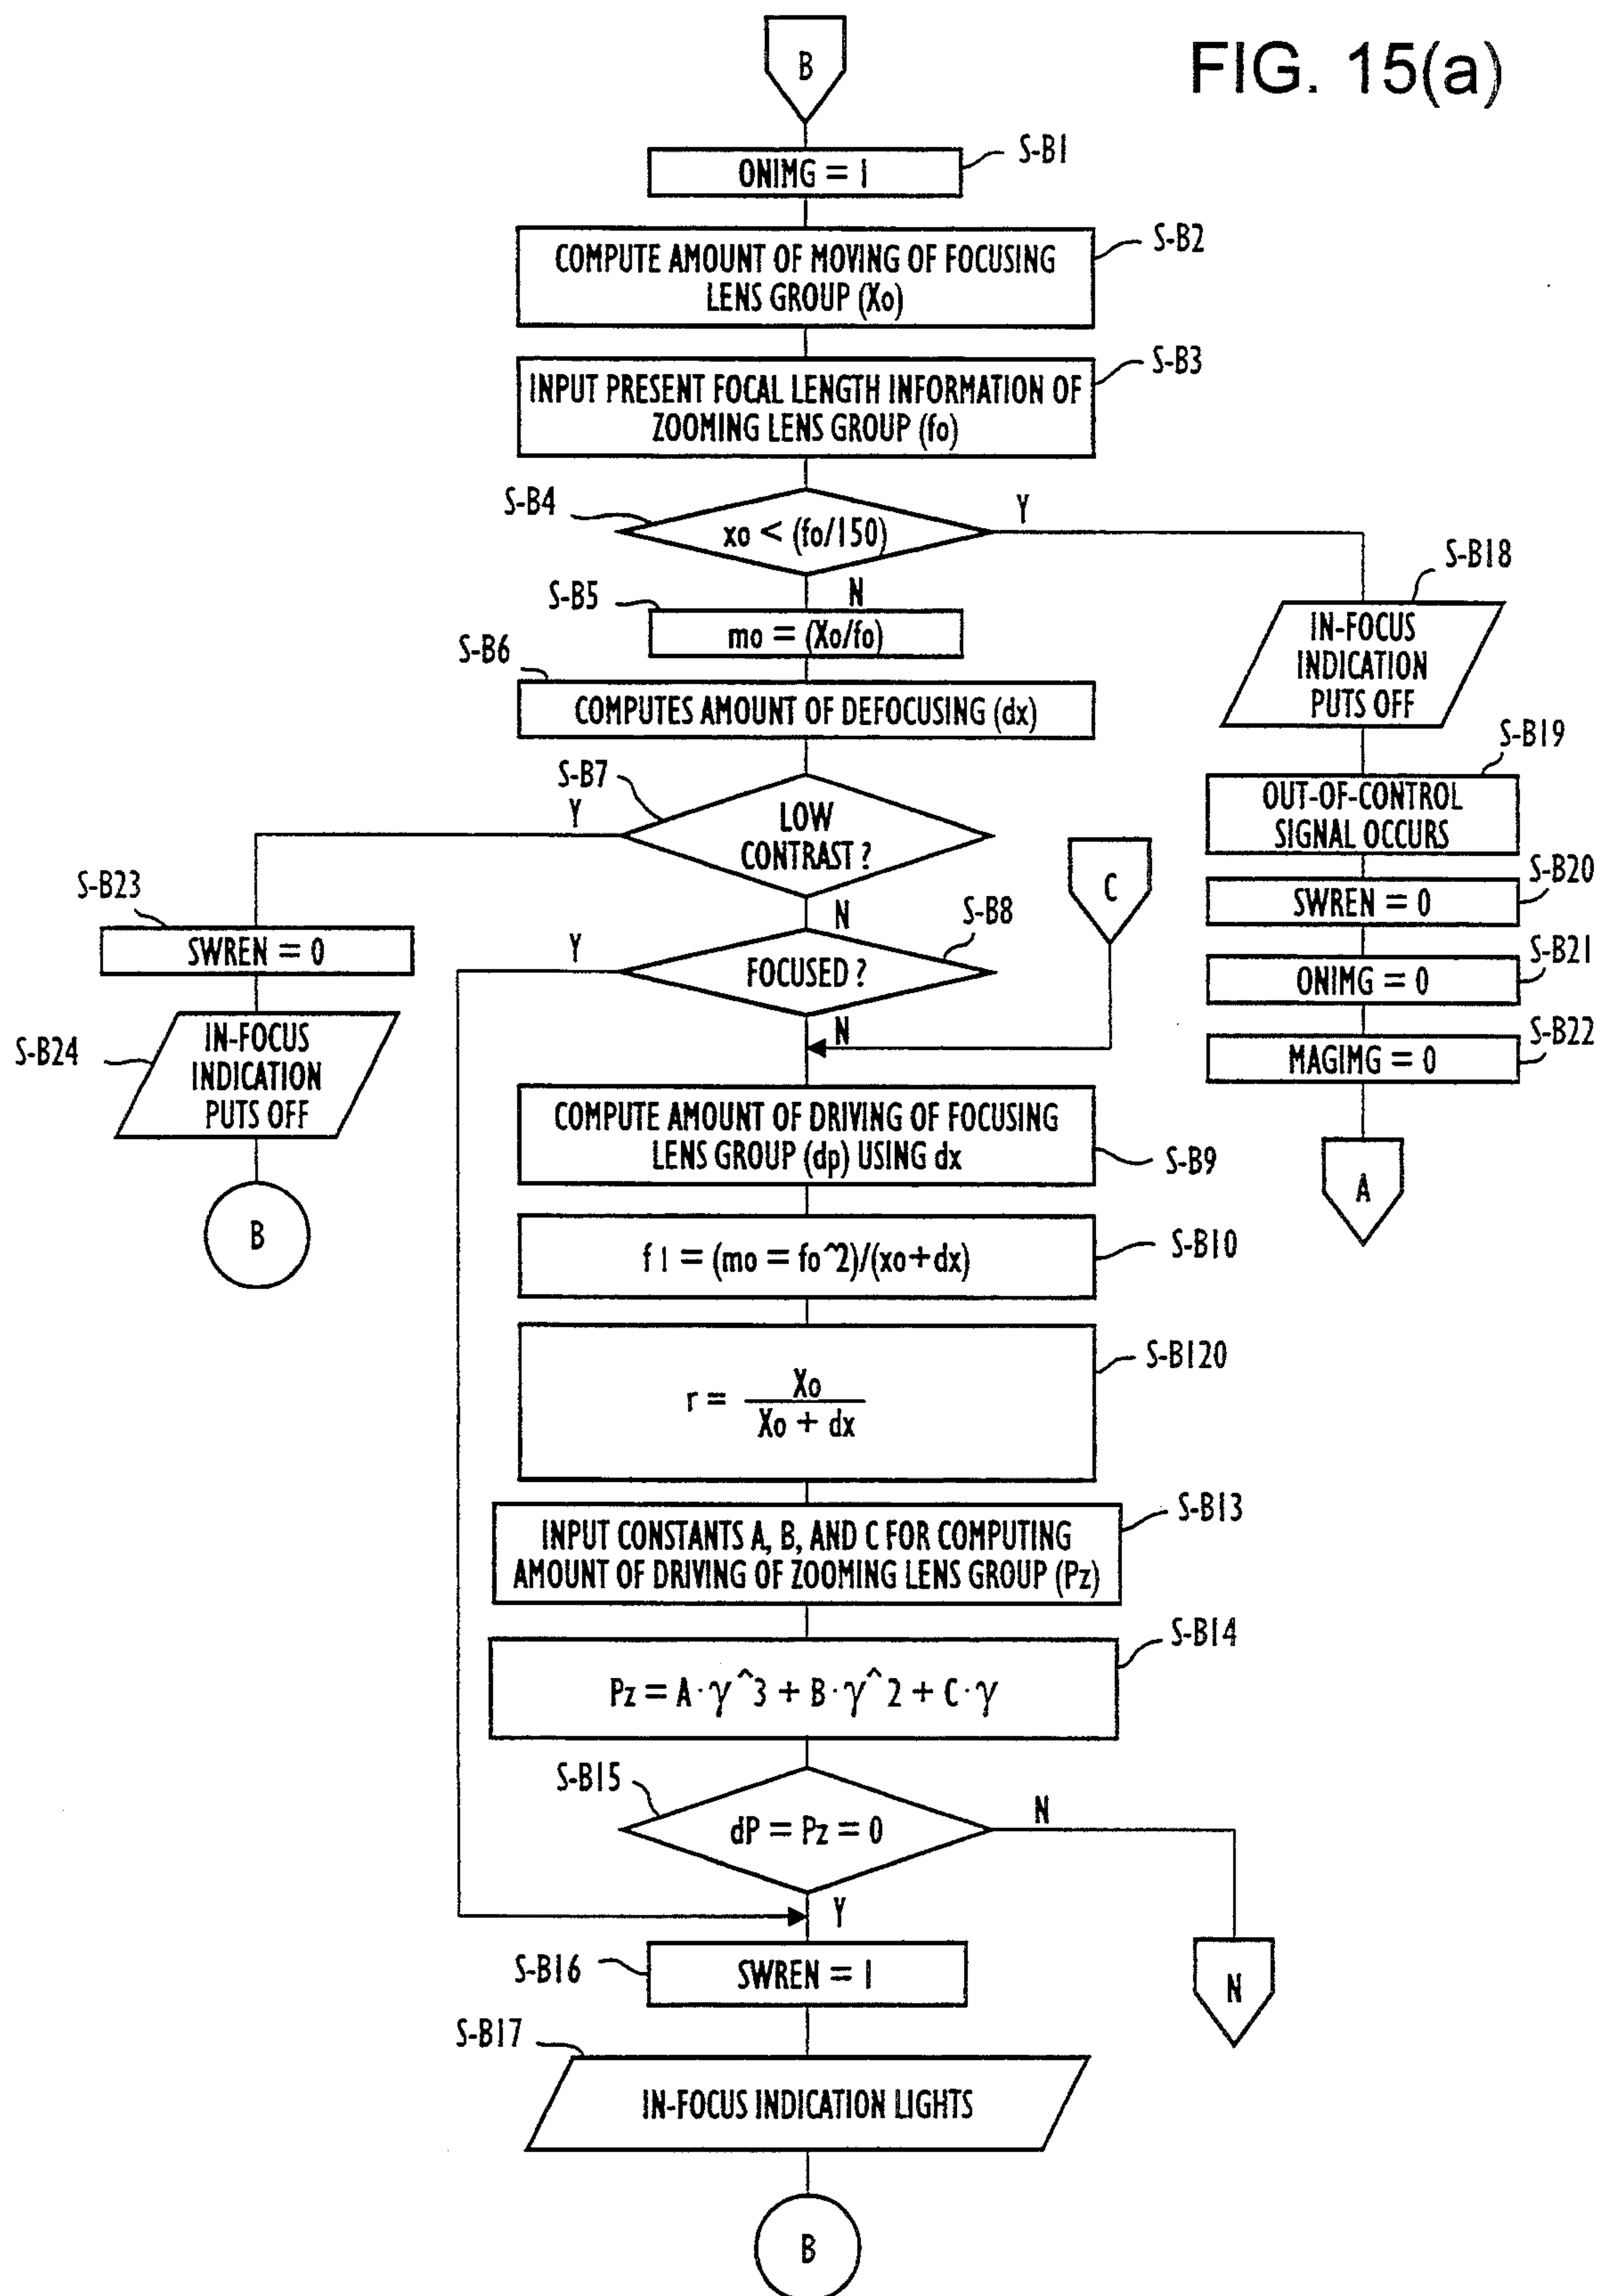 FIG. 15(a)
B
S-B1
ONIMG = 1
S-B2
COMPUTE AMOUNT OF MOVING OF FOCUSING
LENS GROUP (Xo)
S-B3
INPUT PRESENT FOCAL LENGTH INFORMATION OF
ZOOMING LENS GROUP (fo)
S-B4
xo < (fo/150)
Y
N
S-B5
mo = (Xo/fo)
S-B6
COMPUTES AMOUNT OF DEFOCUSING (dx)
S-B7
LOW
CONTRAST ?
Y
N
S-B8
FOCUSED ?
Y
N
C
S-B18
IN-FOCUS
INDICATION
PUTS OFF
S-B19
OUT-OF-CONTROL
SIGNAL OCCURS
S-B20
SWREN = 0
S-B21
ONIMG = 0
S-B22
MAGIMG = 0
A
S-B23
SWREN = 0
S-B24
IN-FOCUS
INDICATION
PUTS OFF
B
COMPUTE AMOUNT OF DRIVING OF FOCUSING
LENS GROUP (dp) USING dx
S-B9
f1 = (mo = fo^2)/(xo+dx)
S-B10
S-B120
r = Xo
Xo + dx
S-B13
INPUT CONSTANTS A, B, AND C FOR COMPUTING
AMOUNT OF DRIVING OF ZOOMING LENS GROUP (Pz)
S-B14
Pz = A·γ^3 + B·γ^2 + C·γ
S-B15
dP = Pz = 0
N
Y
N
S-B16
SWREN = 1
S-B17
IN-FOCUS INDICATION LIGHTS
B